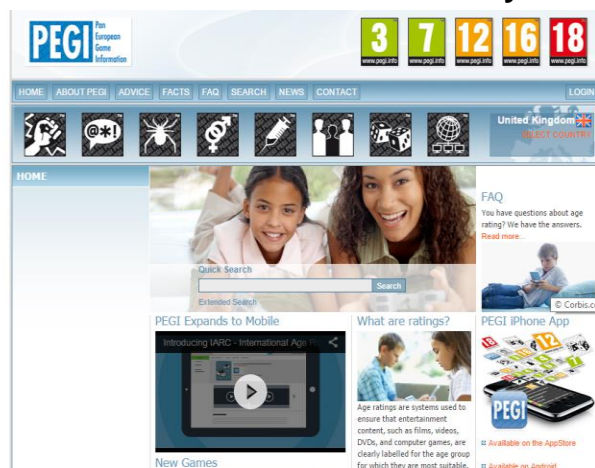 PEGI
Pan
European
Game
Information
3 7 12 16 18
www.pegi.info www.pegi.info www.pegi.info www.pegi.info www.pegi.info
HOME ABOUT PEGI ADVICE FACTS FAQ SEARCH NEWS CONTACT LOGIN
@*!
United Kingdom
SELECT COUNTRY
HOME
FAQ
You have questions about age
rating? We have the answers.
Read more...
Quick Search
Search
Extended Search
© Corbis.c
PEGI Expands to Mobile
Introducing IARC - International Age R
New Games
What are ratings?
Age ratings are systems used to
ensure that entertainment
content, such as films, videos,
DVDs, and computer games, are
clearly labelled for the age group
for which they are most suitable.
PEGI iPhone App
PEGI
Available on the AppStore
Available on Android